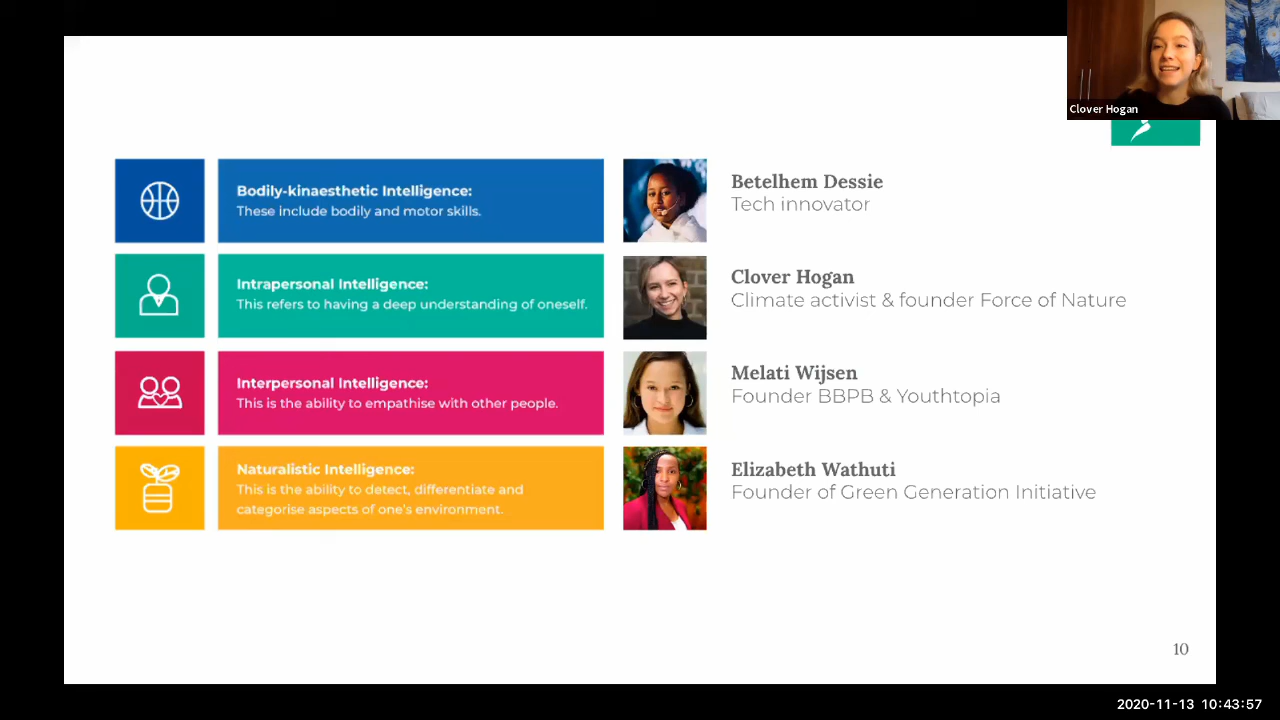 Clover Hogan
Bodily-kinaesthetic Intelligence:
These include bodily and motor skills.
Betelhem Dessie
Tech innovator
Intrapersonal Intelligence:
This refers to having a deep understanding of oneself.
Clover Hogan
Climate activist & founder Force of Nature
Interpersonal Intelligence:
This is the ability to empathise with other people.
Melati Wijsen
Founder BBPB & Youthtopia
Naturalistic Intelligence:
This is the ability to detect, differentiate and
categorise aspects of one's environment.
Elizabeth Wathuti
Founder of Green Generation Initiative
10
2020-11-13 10:43:57